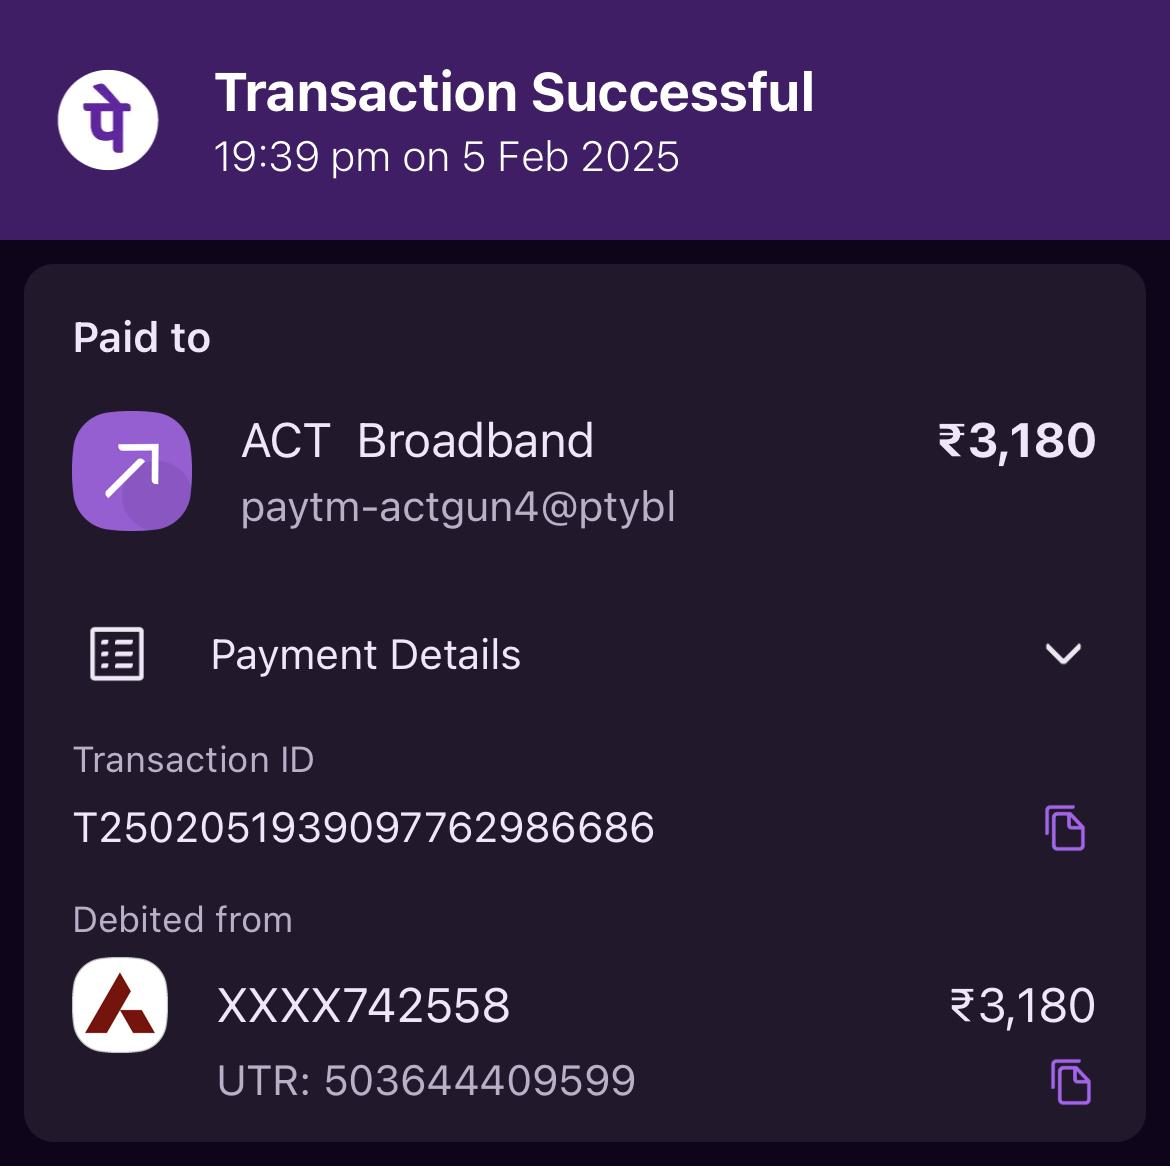 पे
Transaction Successful
19:39 pm on 5 Feb 2025
Paid to
ACT  Broadband
₹3,180
paytm-actgun4@ptybl
Payment Details
Transaction ID
T2502051939097762986686
Debited from
XXXX742558
₹3,180
UTR: 503644409599